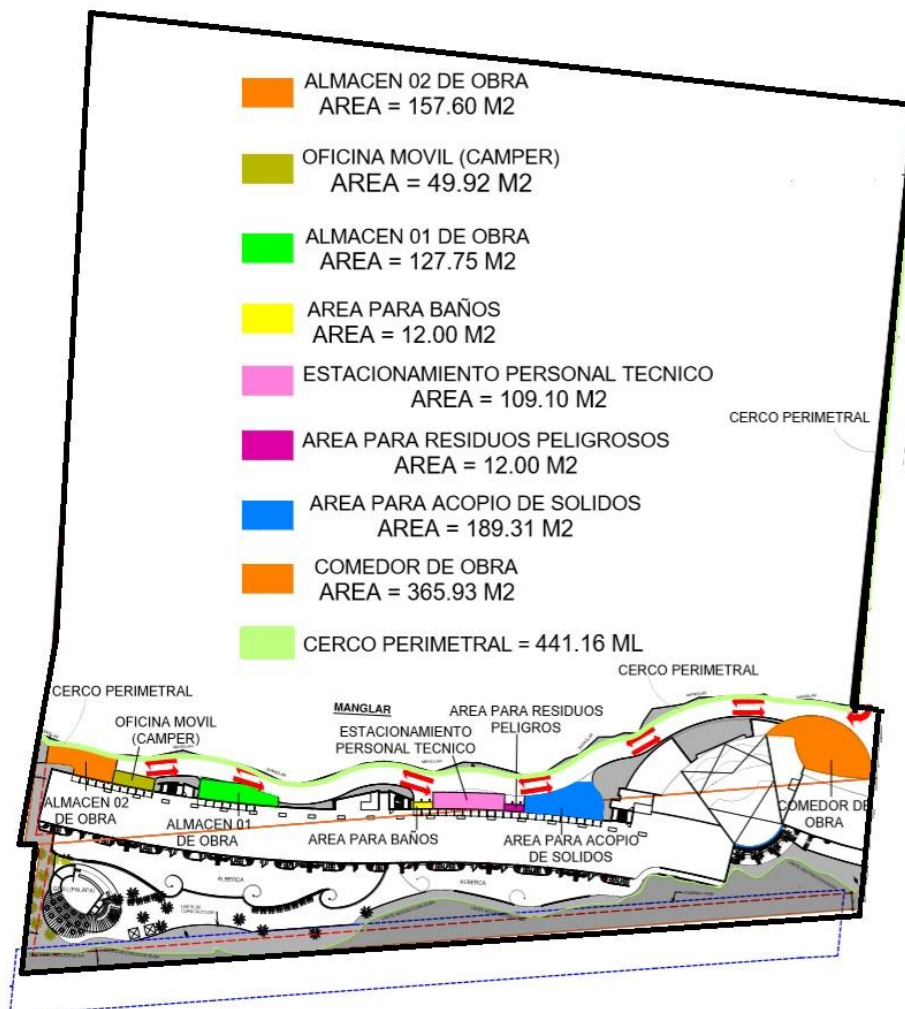 ALMACEN 02 DE OBRA
AREA = 157.60 M2
OFICINA MOVIL (CAMPER)
AREA = 49.92 M2
ALMACEN 01 DE OBRA
AREA = 127.75 M2
AREA PARA BAÑOS
AREA = 12.00 M2
ESTACIONAMIENTO PERSONAL TECNICO
AREA = 109.10 M2
AREA PARA RESIDUOS PELIGROSOS
AREA = 12.00 M2
AREA PARA ACOPIO DE SOLIDOS
AREA = 189.31 M2
COMEDOR DE OBRA
AREA = 365.93 M2
CERCO PERIMETRAL = 441.16 ML
CERCO PERIMETRAL
CERCO PERIMETRAL
CERCO PERIMETRAL
OFICINA MOVIL
(CAMPER)
MANGLAR
ESTACIONAMIENTO
PERSONAL TECNICO
AREA PARA RESIDUOS
PELIGROS
ALMACEN 02
DE OBRA
ALMACEN 01
DE OBRA
AREA PARA BAÑOS
AREA PARA ACOPIO
DE SOLIDOS
COMEDOR DE
OBRA
ALBERCA
ALBERCA